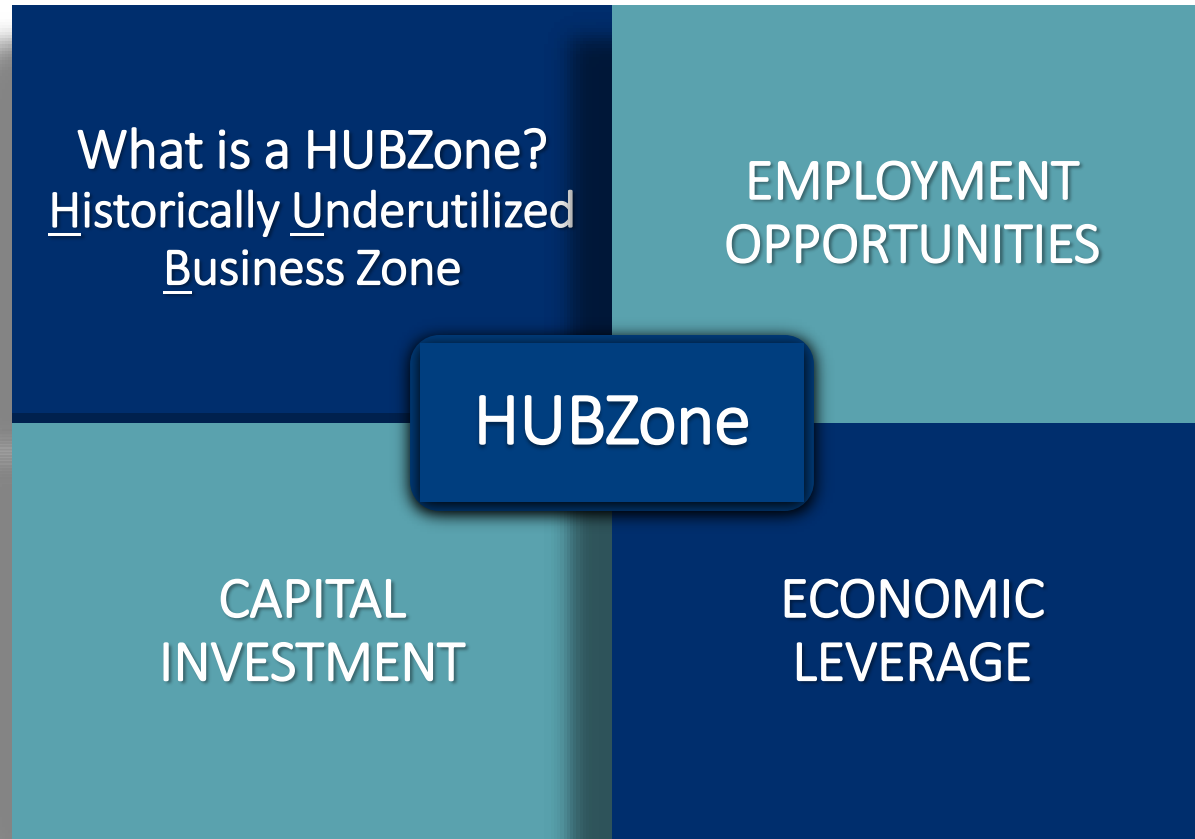 What is a HUBZone?
Historically Underutilized
Business Zone
EMPLOYMENT
OPPORTUNITIES
HUBZone
CAPITAL
INVESTMENT
ECONOMIC
LEVERAGE